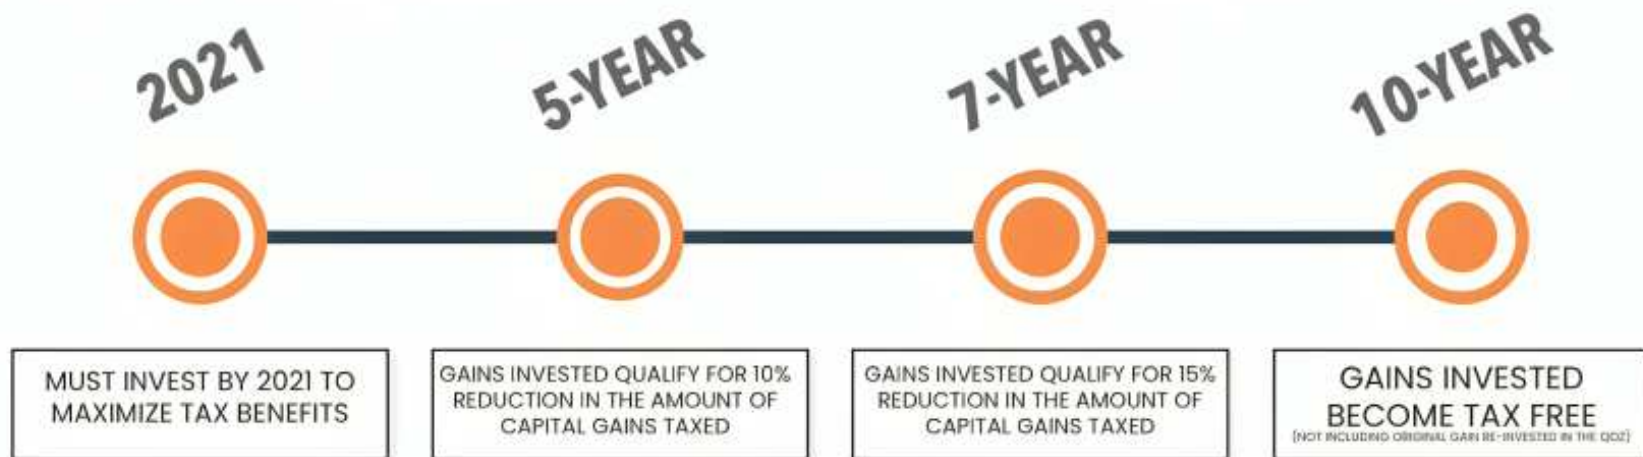 2021
5-YEAR
7-YEAR
10-YEAR
MUST INVEST BY 2021 TO
MAXIMIZE TAX BENEFITS
GAINS INVESTED QUALIFY FOR 10%
REDUCTION IN THE AMOUNT OF
CAPITAL GAINS TAXED
GAINS INVESTED QUALIFY FOR 15%
REDUCTION IN THE AMOUNT OF
CAPITAL GAINS TAXED
GAINS INVESTED
BECOME TAX FREE
(NOT INCLUDING ORIGINAL GAIN RE-INVESTED IN THE QOZ)